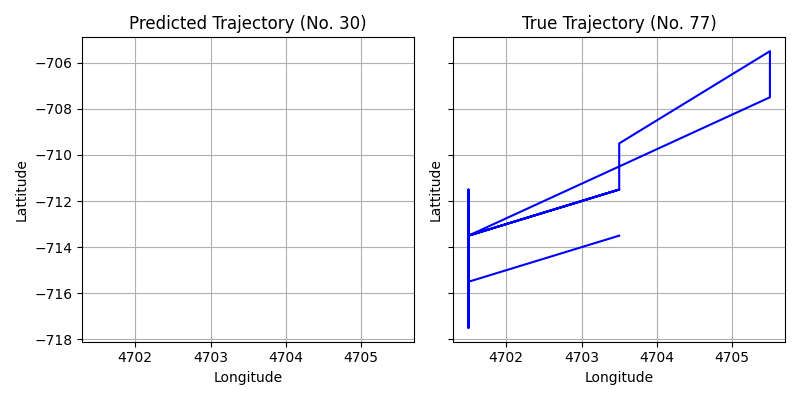 Predicted Trajectory (No. 30)
−706
−708
−710
−712
−714
−716
−718
Lattitude
4702 4703 4704 4705
Longitude
True Trajectory (No. 77)
Lattitude
4702 4703 4704 4705
Longitude